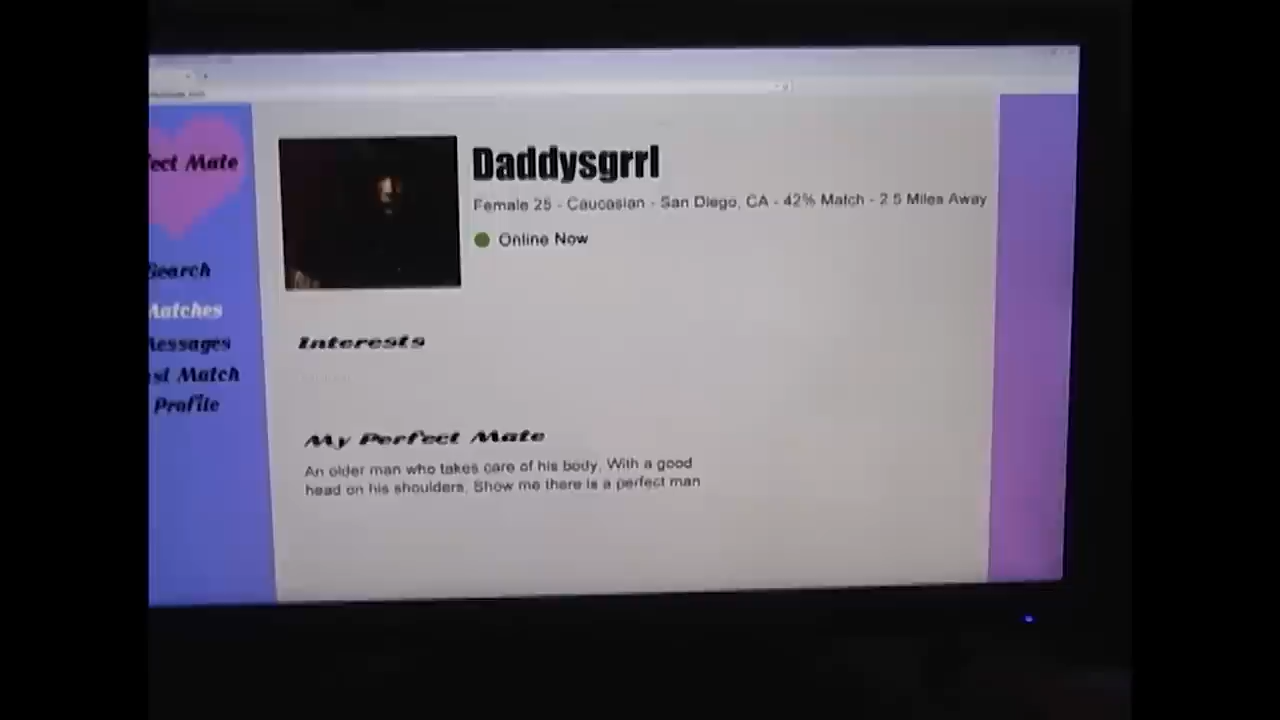 ect Mate
Search
Matches
Messages
st Match
Profile
Daddysgrrl
Female 25 - Caucasian - San Diego, CA - 42% Match - 2.5 Miles Away
Online Now
Interests
My Perfect Mate
An older man who takes care of his body. With a good
head on his shoulders. Show me there is a perfect man